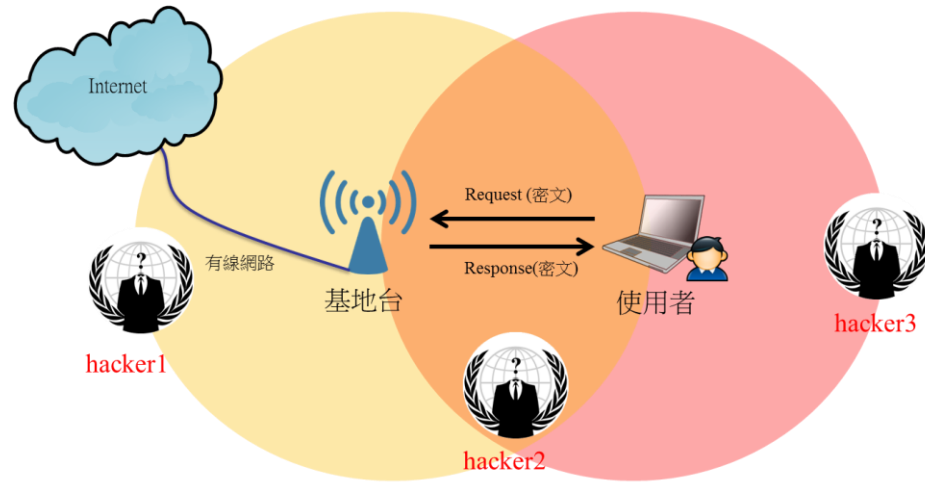 Internet
Request (密文)
有線網路
Response(密文)
基地台
使用者
?
hacker1
?
hacker3
?
hacker2